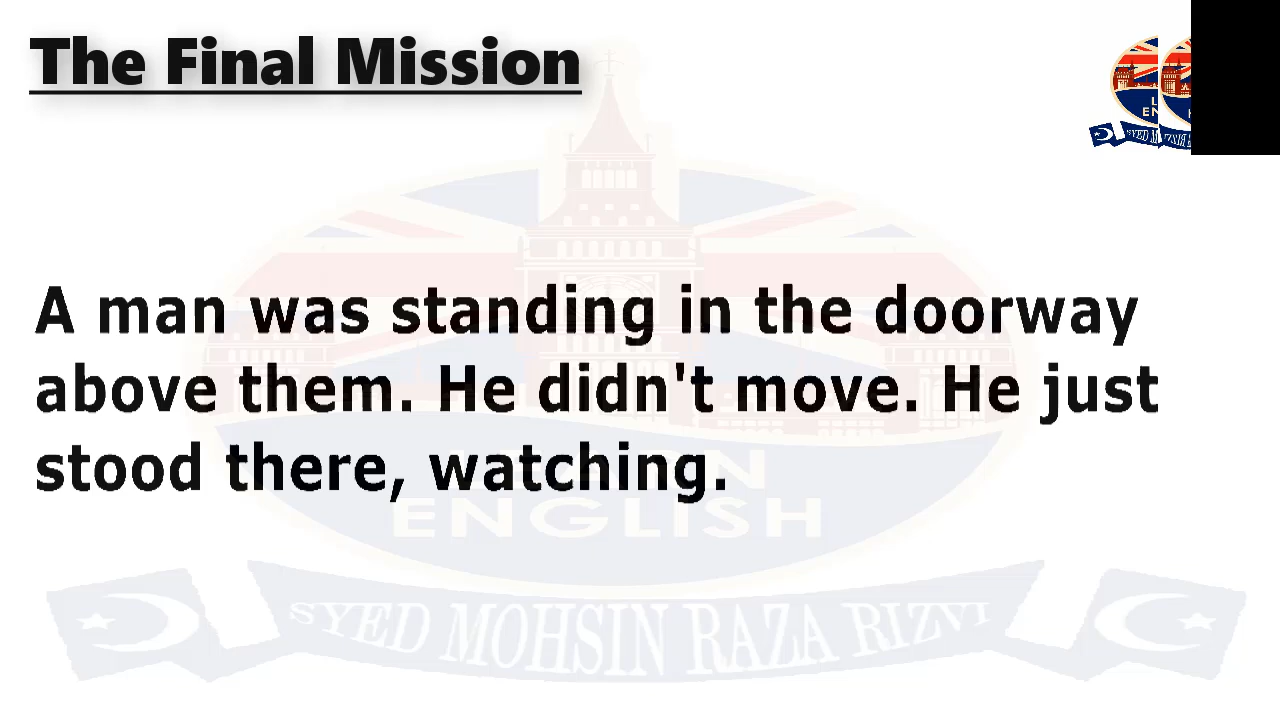 The Final Mission
A man was standing in the doorway
above them. He didn't move. He just
stood there, watching.
ENGLISH
SYED MOHSIN RAZA RIZVI